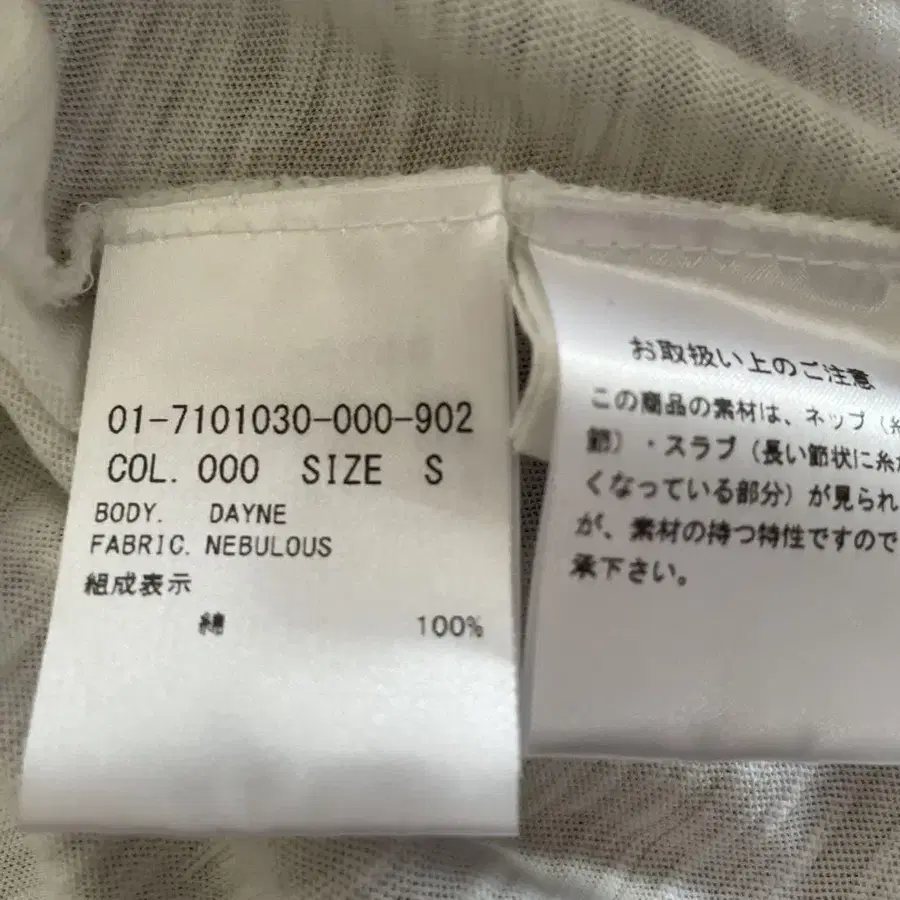 01-7101030-000-902
COL. 000 SIZE S
BODY. DAYNE
FABRIC. NEBULOUS
組成表示
綿 100%
お取扱い上のご注意
この商品の素材は、ネップ（糸
節）・スラブ（長い節状に糸が
くなっている部分）が見られ
が、素材の持つ特性ですので
承下さい。